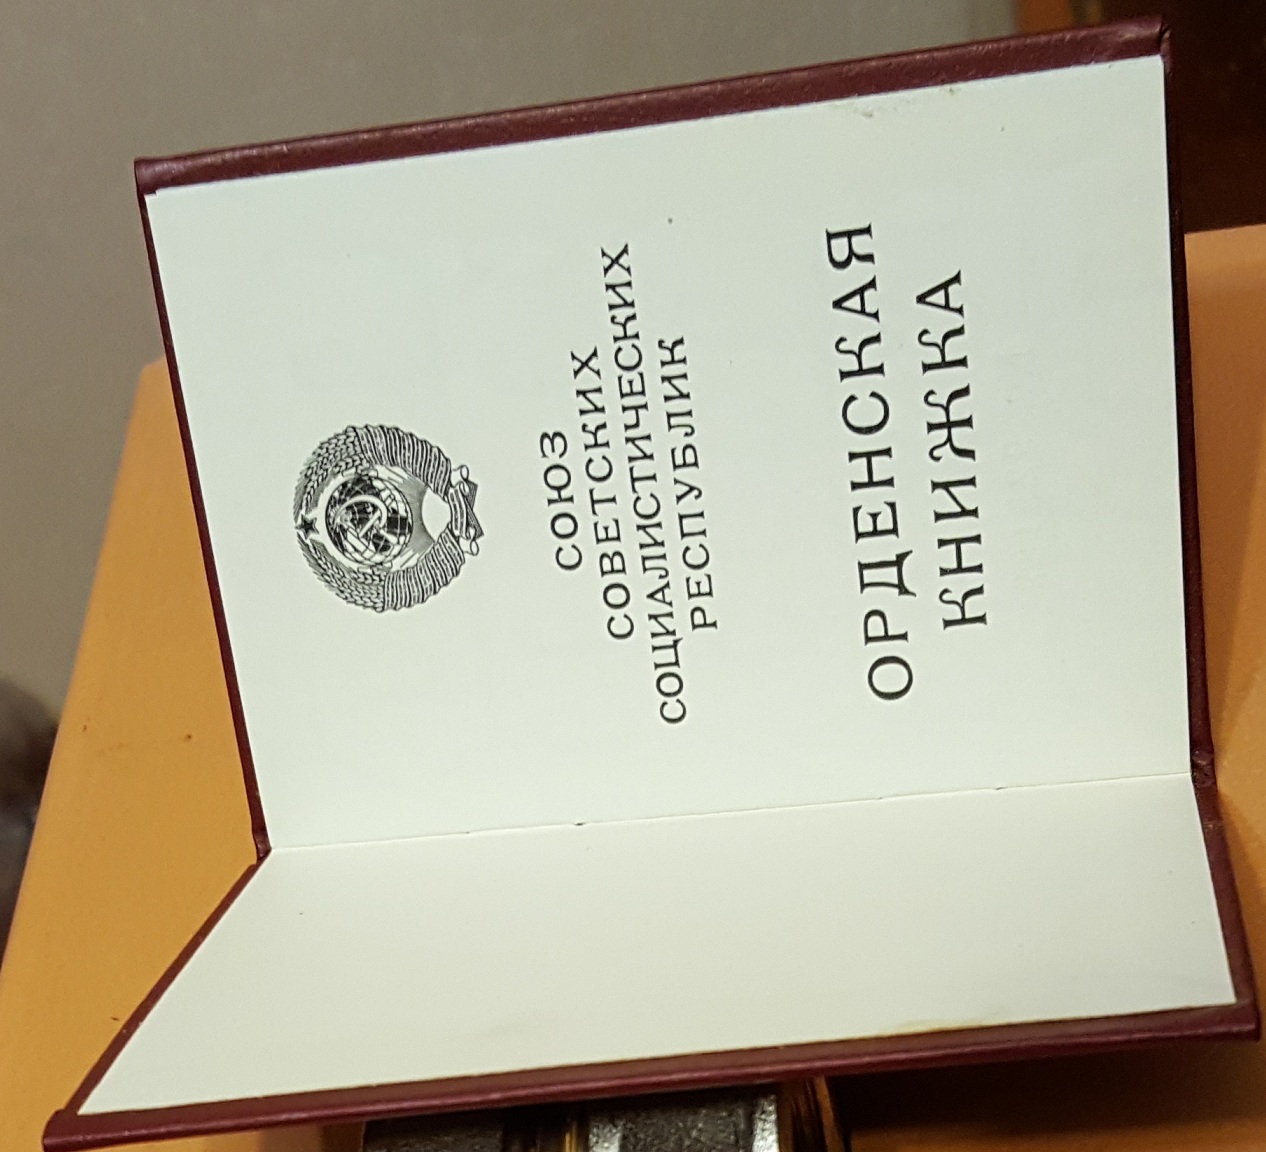 СОЮЗ
СОВЕТСКИХ
СОЦИАЛИСТИЧЕСКИХ
РЕСПУБЛИК
ОРДЕНСКАЯ
КНИЖКА